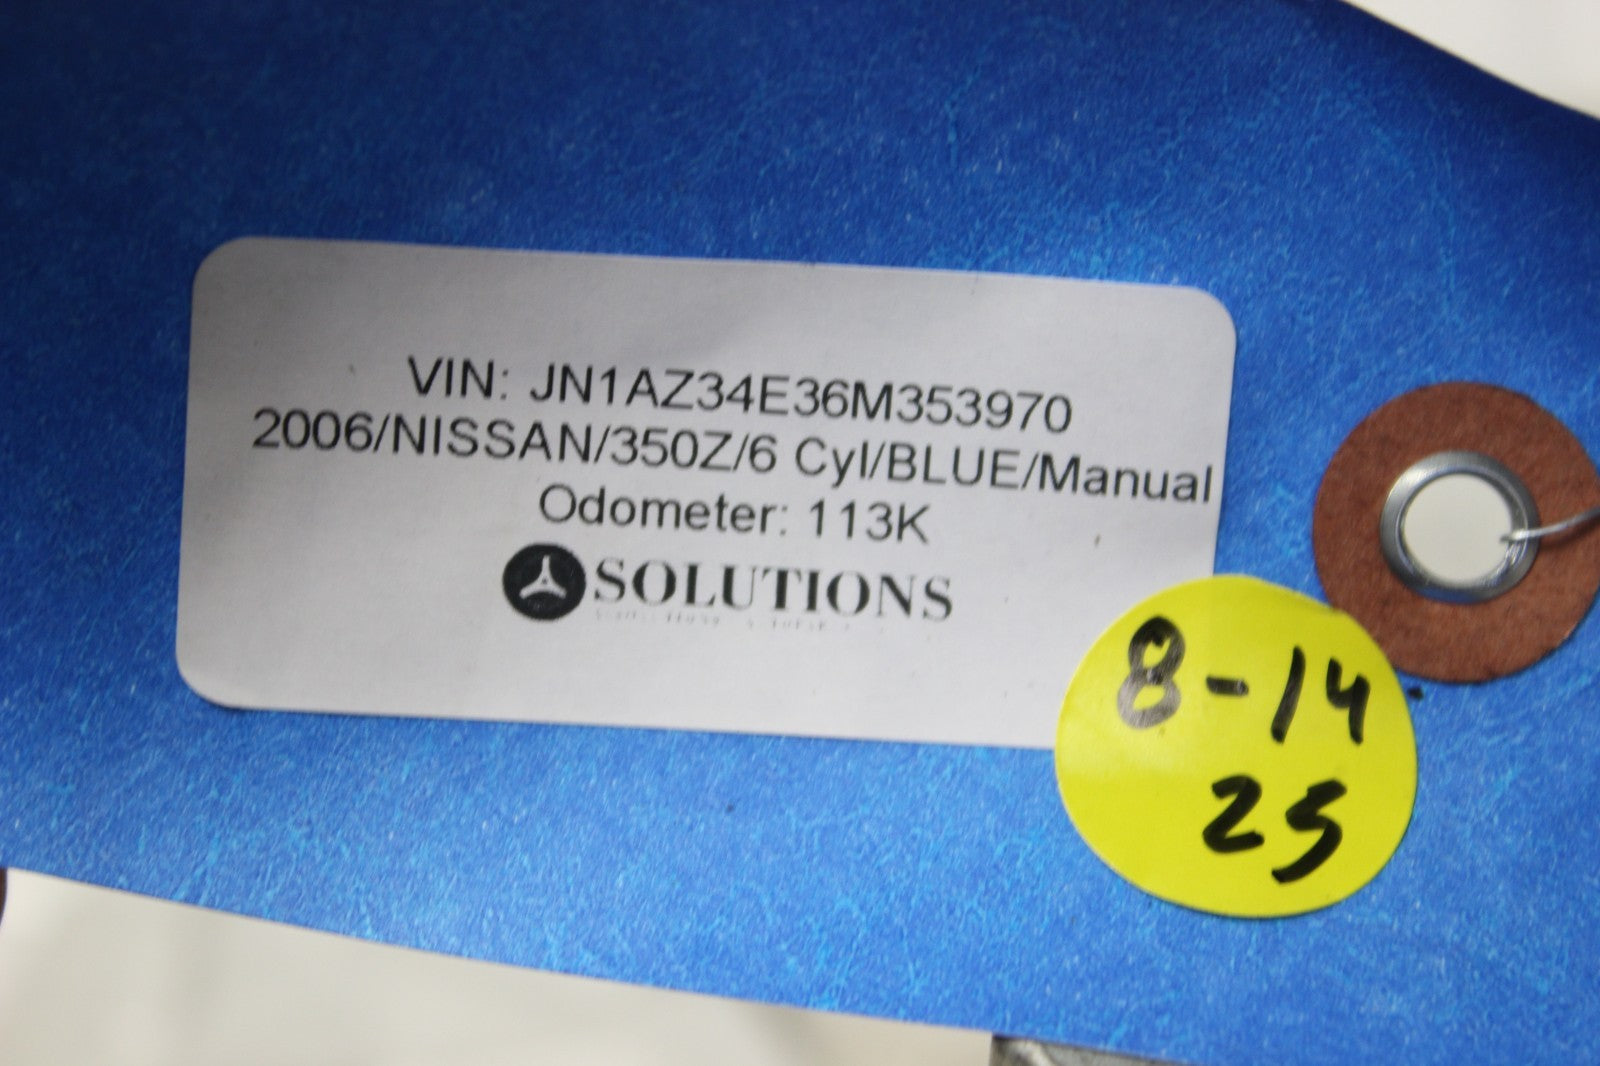 VIN: JN1AZ34E36M353970
2006/NISSAN/350Z/6 Cyl/BLUE/Manual
Odometer: 113K
SOLUTIONS
8-14
25